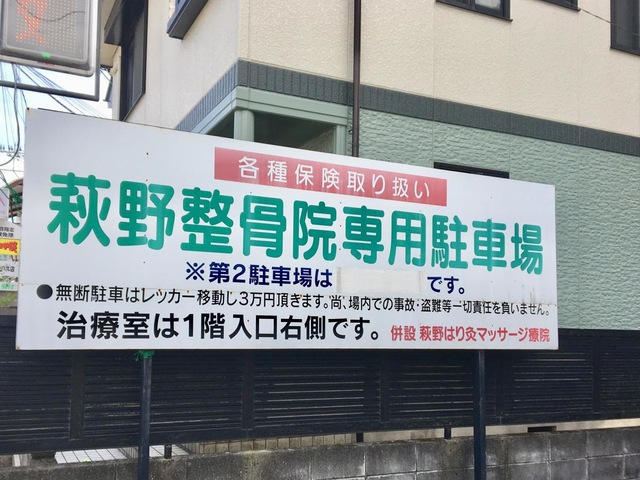 各種保険取り扱い
萩野整骨院専用駐車場
※第2駐車場は です。
●無断駐車はレッカー移動し3万円頂きます。尚、場内での事故・盗難等一切責任を負いません。
治療室は1階入口右側です。
併設 萩野はり灸マッサージ療院